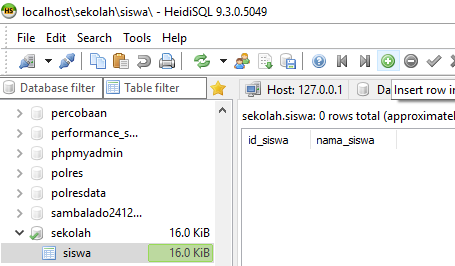 localhost\sekolah\siswa\ - HeidiSQL 9.3.0.5049
File Edit Search Tools Help
Database filter Table filter
Host: 127.0.0.1 Da Insert row in
percobaan
performance_s...
phpmyadmin
polres
polresdata
sambalado2412...
sekolah 16.0 KiB
siswa 16.0 KiB
sekolah.siswa: 0 rows total (approximatel
id_siswa nama_siswa